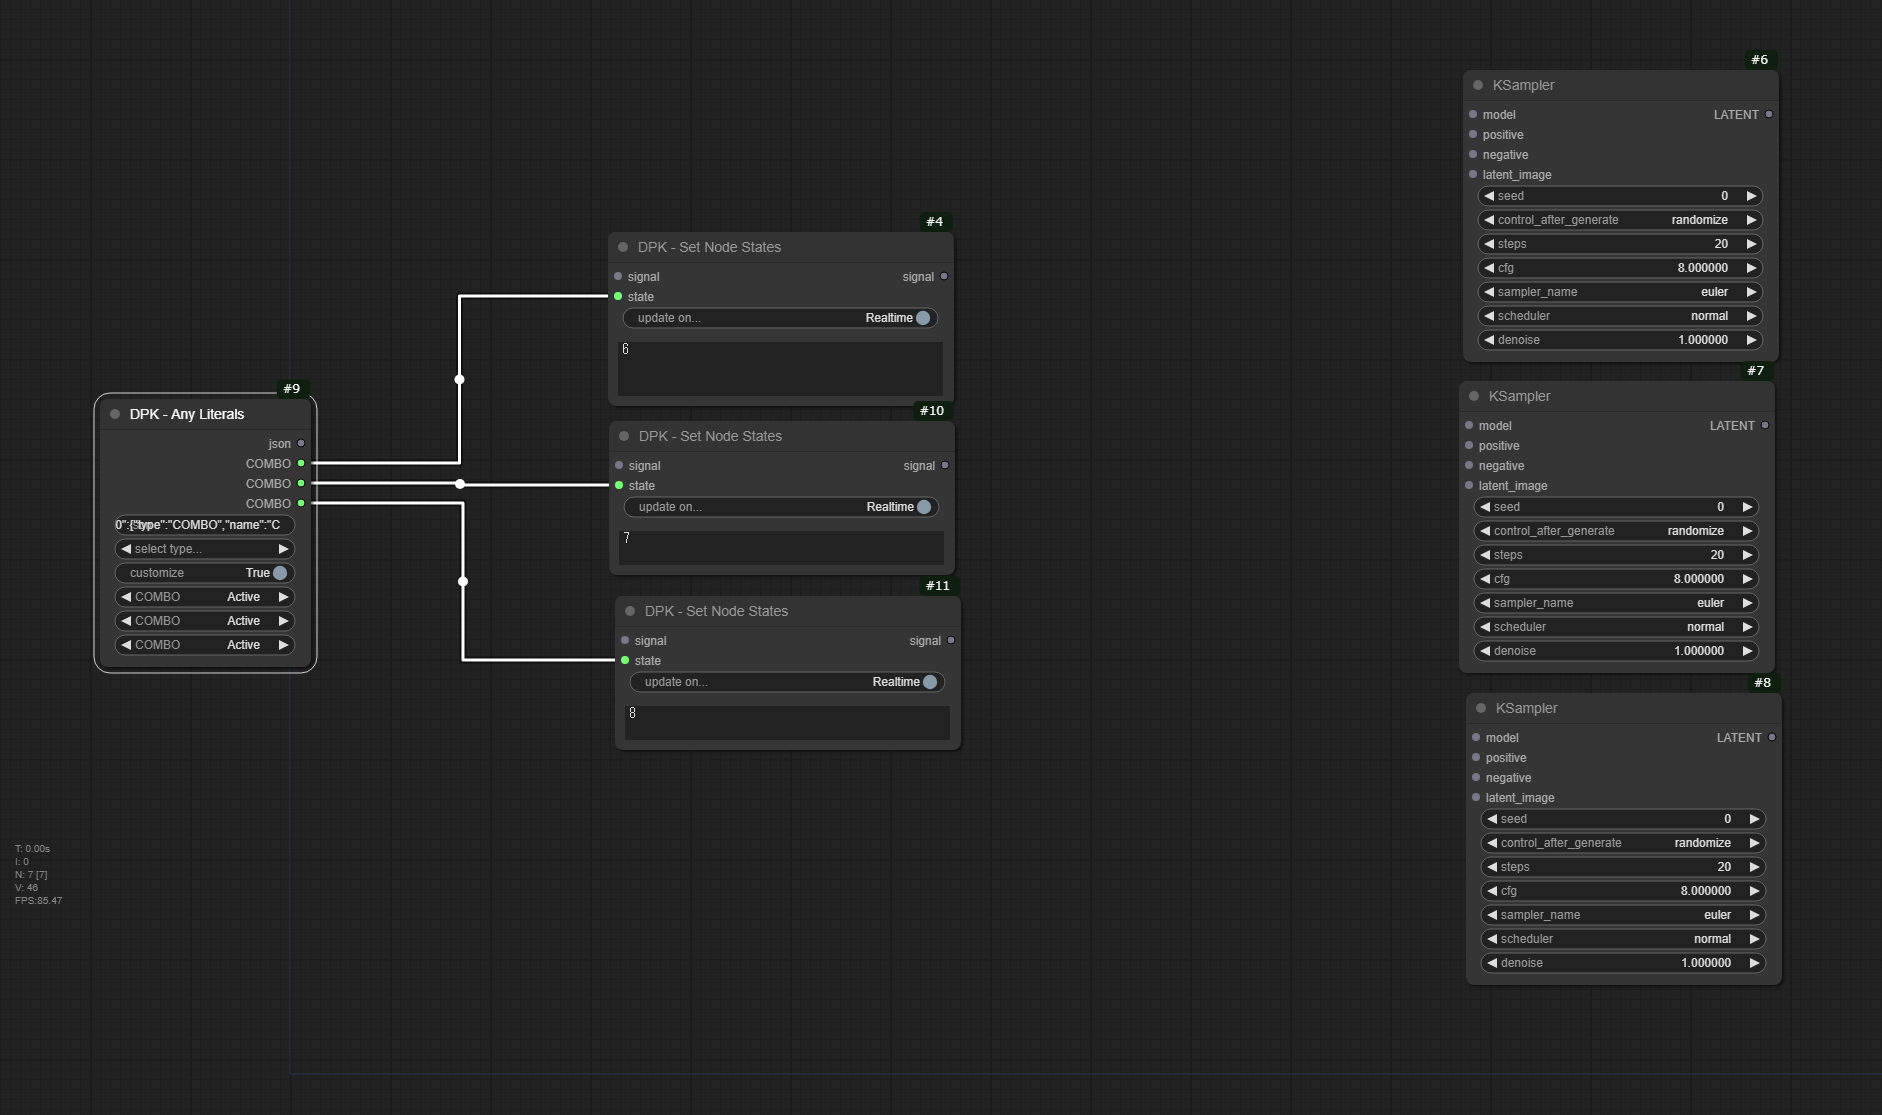 #9
DPK - Any Literals
json
COMBO
COMBO
COMBO
0":{"type":"COMBO","name":"C
select type...
customize True
COMBO Active
COMBO Active
COMBO Active
#4
DPK - Set Node States
signal signal
state
update on... Realtime
6
#10
DPK - Set Node States
signal signal
state
update on... Realtime
7
#11
DPK - Set Node States
signal signal
state
update on... Realtime
8
#6
KSampler
model LATENT
positive
negative
latent_image
seed 0
control_after_generate randomize
steps 20
cfg 8.000000
sampler_name euler
scheduler normal
denoise 1.000000
#7
KSampler
model LATENT
positive
negative
latent_image
seed 0
control_after_generate randomize
steps 20
cfg 8.000000
sampler_name euler
scheduler normal
denoise 1.000000
#8
KSampler
model LATENT
positive
negative
latent_image
seed 0
control_after_generate randomize
steps 20
cfg 8.000000
sampler_name euler
scheduler normal
denoise 1.000000
T: 0.00s
I: 0
N: 7 [7]
V: 46
FPS:85.47